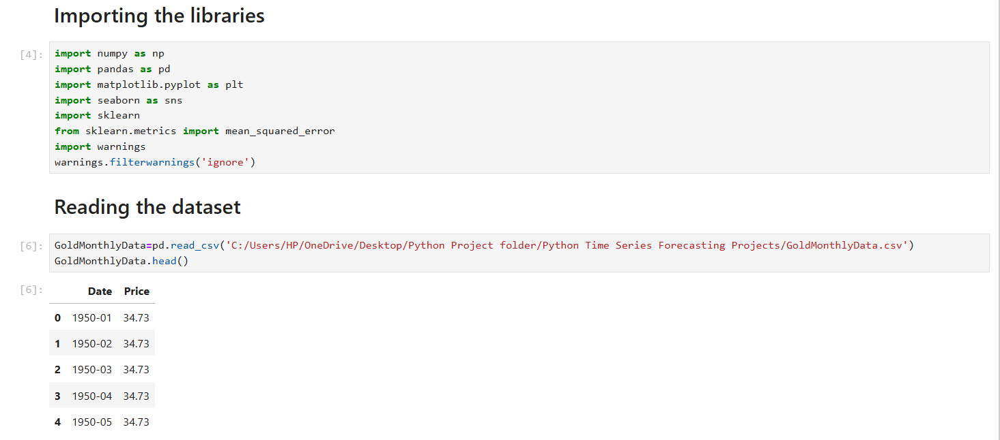 Importing the libraries
[4]:
import numpy as np
import pandas as pd
import matplotlib.pyplot as plt
import seaborn as sns
import sklearn
from sklearn.metrics import mean_squared_error
import warnings
warnings.filterwarnings('ignore')
Reading the dataset
[6]:
GoldMonthlyData=pd.read_csv('C:/Users/HP/OneDrive/Desktop/Python Project folder/Python Time Series Forecasting Projects/GoldMonthlyData.csv')
GoldMonthlyData.head()
[6]:
Date Price
0 1950-01 34.73
1 1950-02 34.73
2 1950-03 34.73
3 1950-04 34.73
4 1950-05 34.73